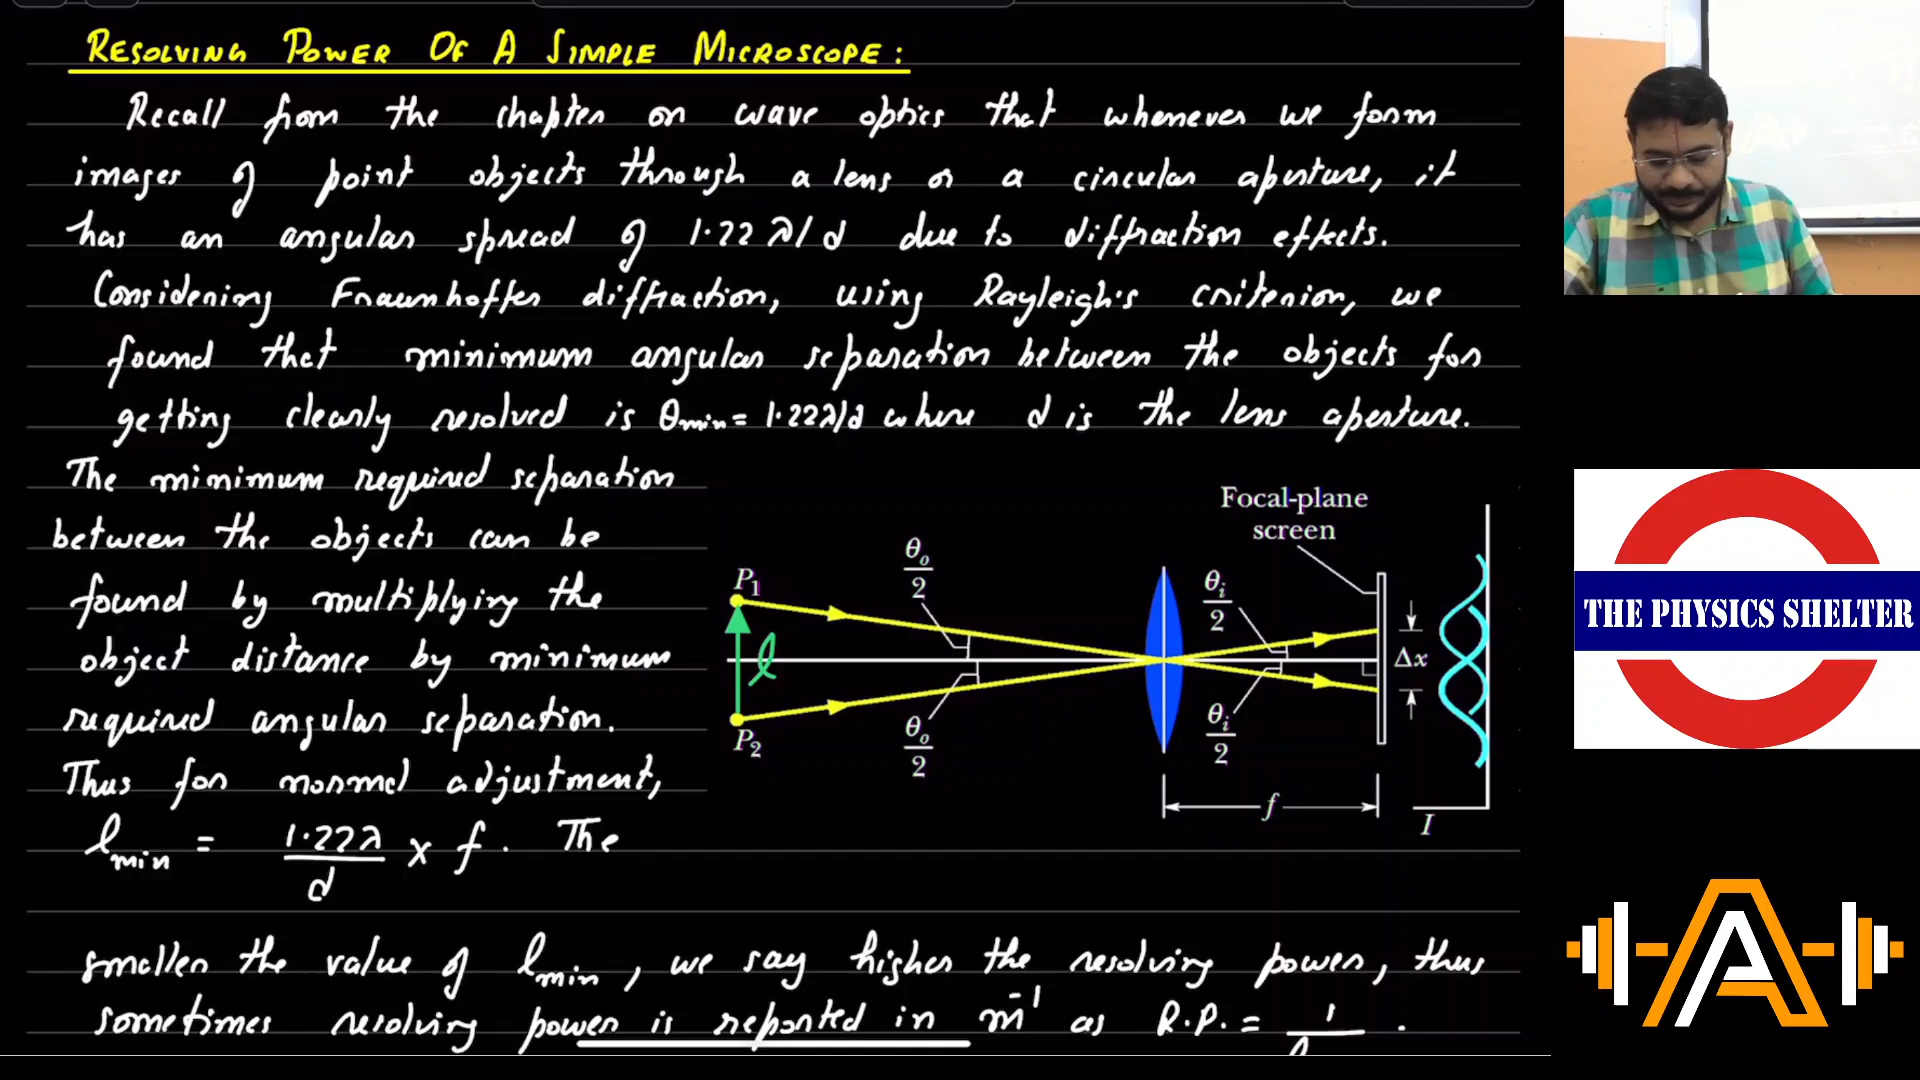 RESOLVING POWER OF A SIMPLE MICROSCOPE:
Recall from the chapter on wave optics that whenever we form
images of point objects through a lens or a circular aperture, it
has an angular spread of 1.22 λ/d due to diffraction effects.
Considering Fraunhoffer diffraction, using Rayleigh's criterion, we
found that minimum angular separation between the objects for
getting clearly resolved is θmin = 1.22λ/d where d is the lens aperture.
The minimum required separation
between the objects can be
found by multiplying the
object distance by minimum
required angular separation.
Thus for normal adjustment,
lmin = 1.22λ/d × f. The
smaller the value of lmin, we say higher the resolving power, thus
sometimes resolving power is reported in m⁻¹ as R.P. = 1/l
Focal-plane
screen
P1
θo/2
θi/2
l
Δx
P2
θo/2
θi/2
f
I
THE PHYSICS SHELTER
A